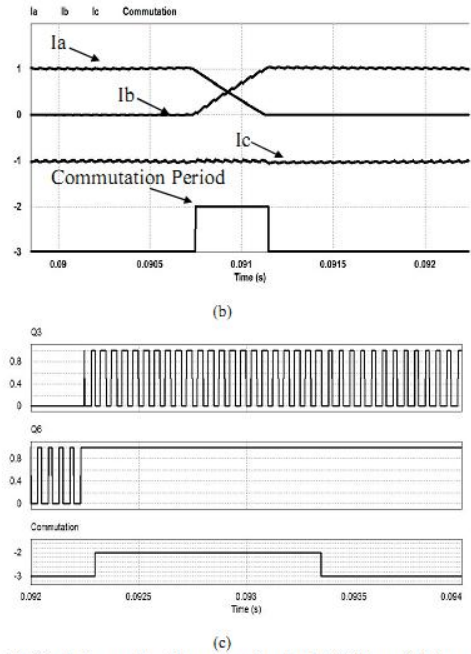 Ia Ib Ic Commutation
Ia
1
Ib
0
Ic
-1
Commutation Period
-2
-3
0.09 0.0905 0.091 0.0915 0.092
Time (s)
(b)
Q3
0.8
0.4
0
Q6
0.8
0.4
0
Commutation
-2
-3
0.092 0.0925 0.093 0.0935 0.094
Time (s)
(c)